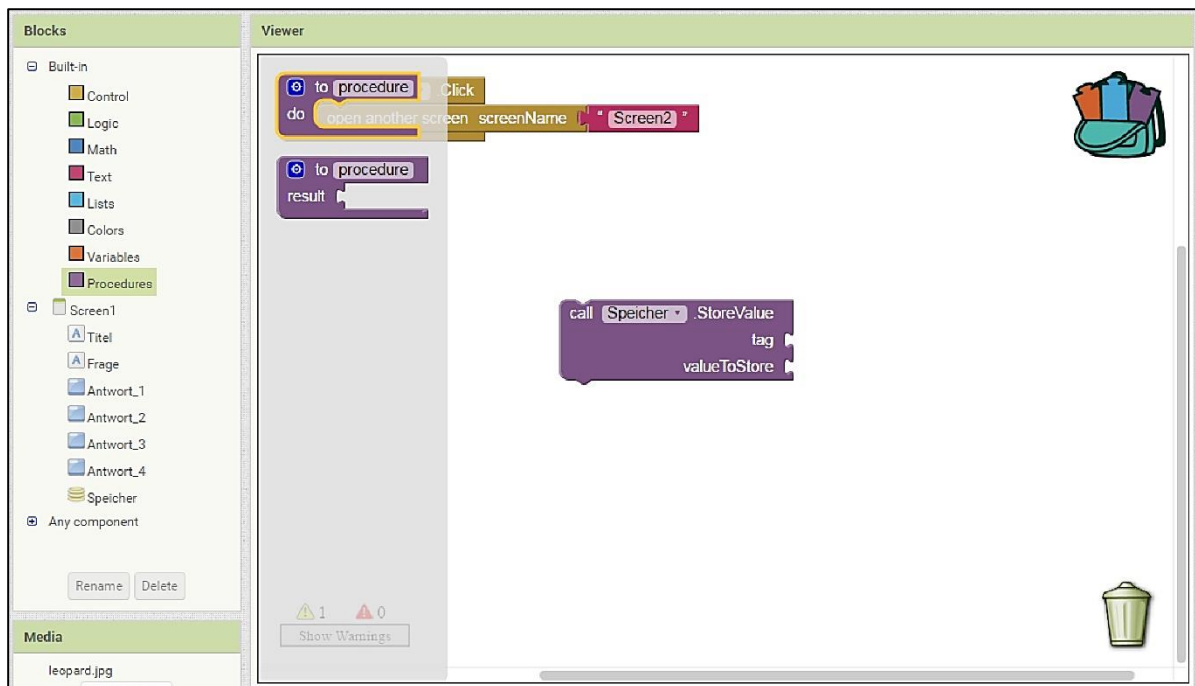 Blocks
Built-in
Control
Logic
Math
Text
Lists
Colors
Variables
Procedures
Screen1
Titel
Frage
Antwort_1
Antwort_2
Antwort_3
Antwort_4
Speicher
Any component
Rename Delete
Media
leopard.jpg
Viewer
to procedure Click
do open another screen screenName " Screen2 "
to procedure
result
call Speicher .StoreValue
tag
valueToStore
1 0
Show Warnings